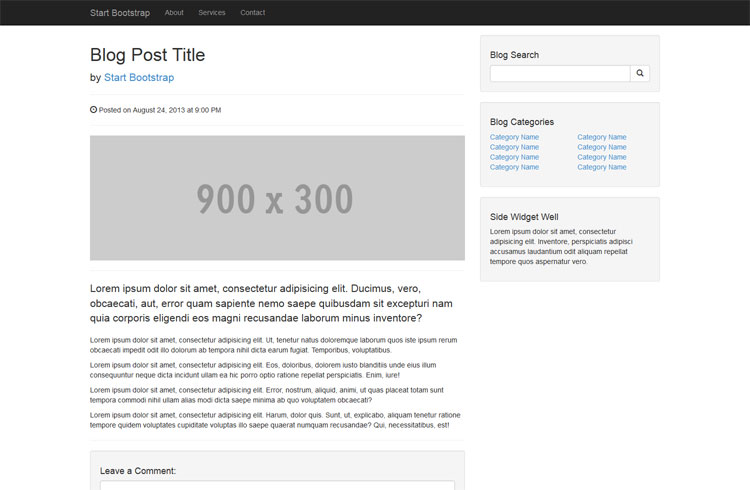 Start Bootstrap About Services Contact
Blog Post Title
by Start Bootstrap
Posted on August 24, 2013 at 9:00 PM
900 x 300
Lorem ipsum dolor sit amet, consectetur adipisicing elit. Ducimus, vero,
obcaecati, aut, error quam sapiente nemo saepe quibusdam sit excepturi nam
quia corporis eligendi eos magni recusandae laborum minus inventore?
Lorem ipsum dolor sit amet, consectetur adipisicing elit. Ut, tenetur natus doloremque laborum quos iste ipsum rerum
obcaecati impedit odit illo dolorum ab tempora nihil dicta earum fugiat. Temporibus, voluptatibus.
Lorem ipsum dolor sit amet, consectetur adipisicing elit. Eos, doloribus, dolorem iusto blanditiis unde eius illum
consequuntur neque dicta incidunt ullam ea hic porro optio ratione repellat perspiciatis. Enim, iure!
Lorem ipsum dolor sit amet, consectetur adipisicing elit. Error, nostrum, aliquid, animi, ut quas placeat totam sunt
tempora commodi nihil ullam alias modi dicta saepe minima ab quo voluptatem obcaecati?
Lorem ipsum dolor sit amet, consectetur adipisicing elit. Harum, dolor quis. Sunt, ut, explicabo, aliquam tenetur ratione
tempore quidem voluptates cupiditate voluptas illo saepe quaerat numquam recusandae? Qui, necessitatibus, est!
Leave a Comment:
Blog Search
Blog Categories
Category Name Category Name
Category Name Category Name
Category Name Category Name
Category Name Category Name
Side Widget Well
Lorem ipsum dolor sit amet, consectetur
adipisicing elit. Inventore, perspiciatis adipisci
accusamus laudantium odit aliquam repellat
tempore quos aspernatur vero.